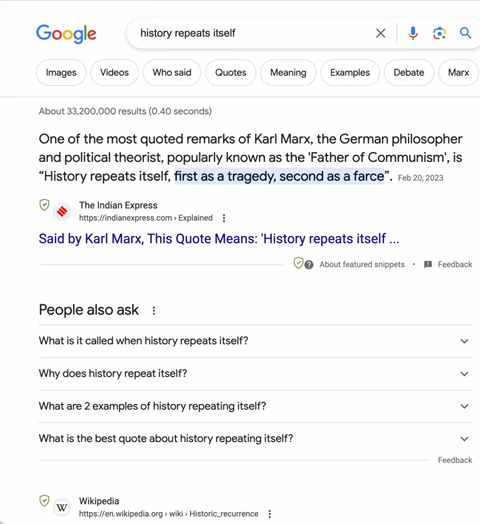 Google
history repeats itself
Images Videos Who said Quotes Meaning Examples Debate Marx
About 33,200,000 results (0.40 seconds)
One of the most quoted remarks of Karl Marx, the German philosopher
and political theorist, popularly known as the 'Father of Communism', is
“History repeats itself, first as a tragedy, second as a farce”. Feb 20, 2023
The Indian Express
https://indianexpress.com › Explained
Said by Karl Marx, This Quote Means: 'History repeats itself ...
About featured snippets • Feedback
People also ask
What is it called when history repeats itself?
Why does history repeat itself?
What are 2 examples of history repeating itself?
What is the best quote about history repeating itself?
Feedback
W
Wikipedia
https://en.wikipedia.org › wiki › Historic_recurrence